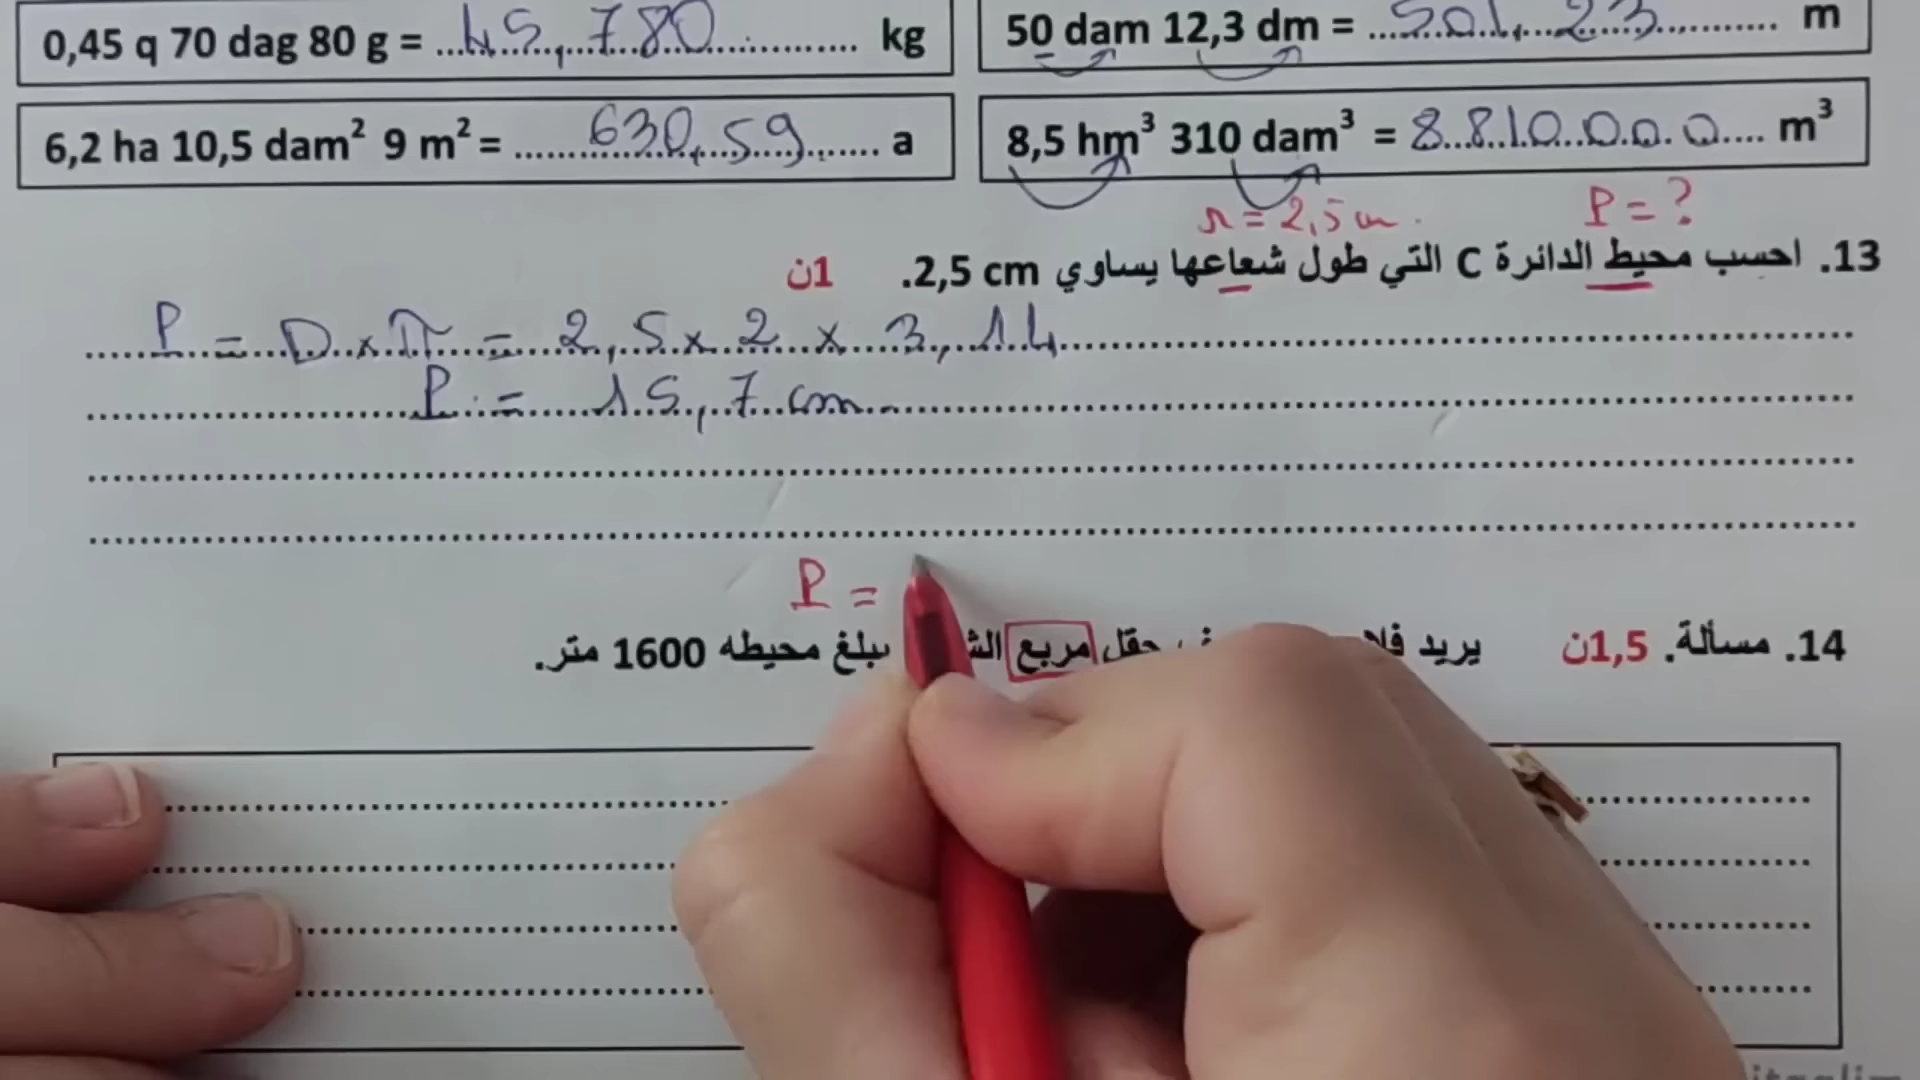 0,45 q 70 dag 80 g = 45,780 kg
50 dam 12,3 dm = 501,23 m
6,2 ha 10,5 dam² 9 m² = 630,59 a
8,5 hm³ 310 dam³ = 8810000 m³
r = 2,5 cm
P = ?
13. احسب محيط الدائرة C التي طول شعاعها يساوي 2,5 cm. 1ن
P = D × π = 2,5 × 2 × 3,14
P = 15,7 cm
P =
14. مسألة. 1,5ن يريد حقل مربع يبلغ محيطه 1600 متر.